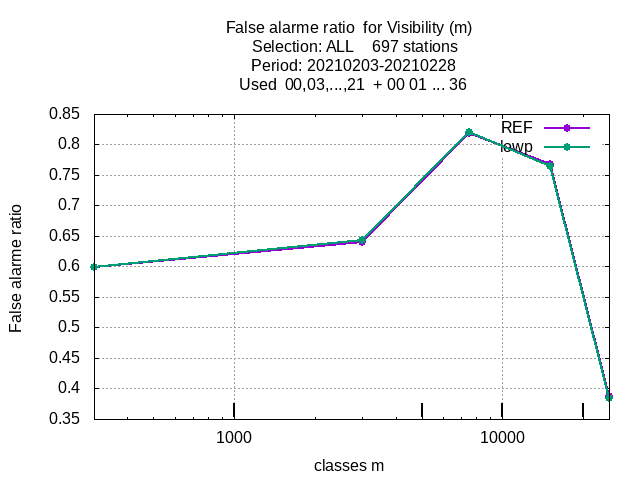 False alarme ratio  for Visibility (m)
Selection: ALL    697 stations
Period: 20210203-20210228
Used  00,03,...,21  + 00 01 ... 36
0.85
0.8
0.75
0.7
0.65
0.6
0.55
0.5
0.45
0.4
0.35
False alarme ratio
REF
lowp
1000
10000
classes m